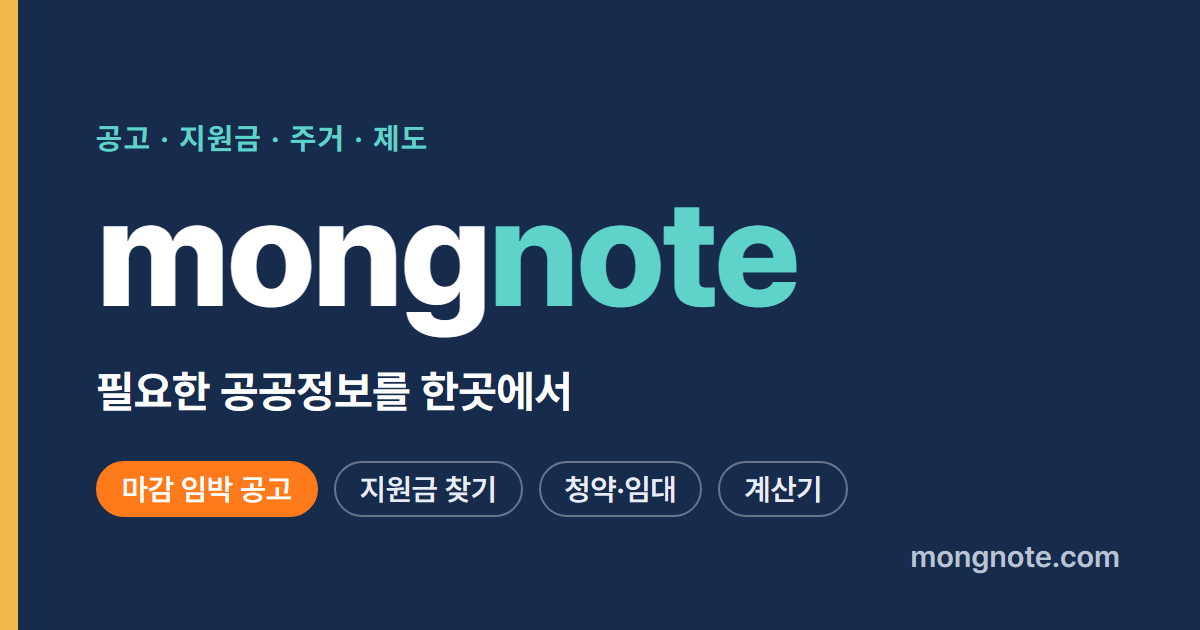 공고 · 지원금 · 주거 · 제도
mongnote
필요한 공공정보를 한곳에서
마감 임박 공고 지원금 찾기 청약·임대 계산기
mongnote.com